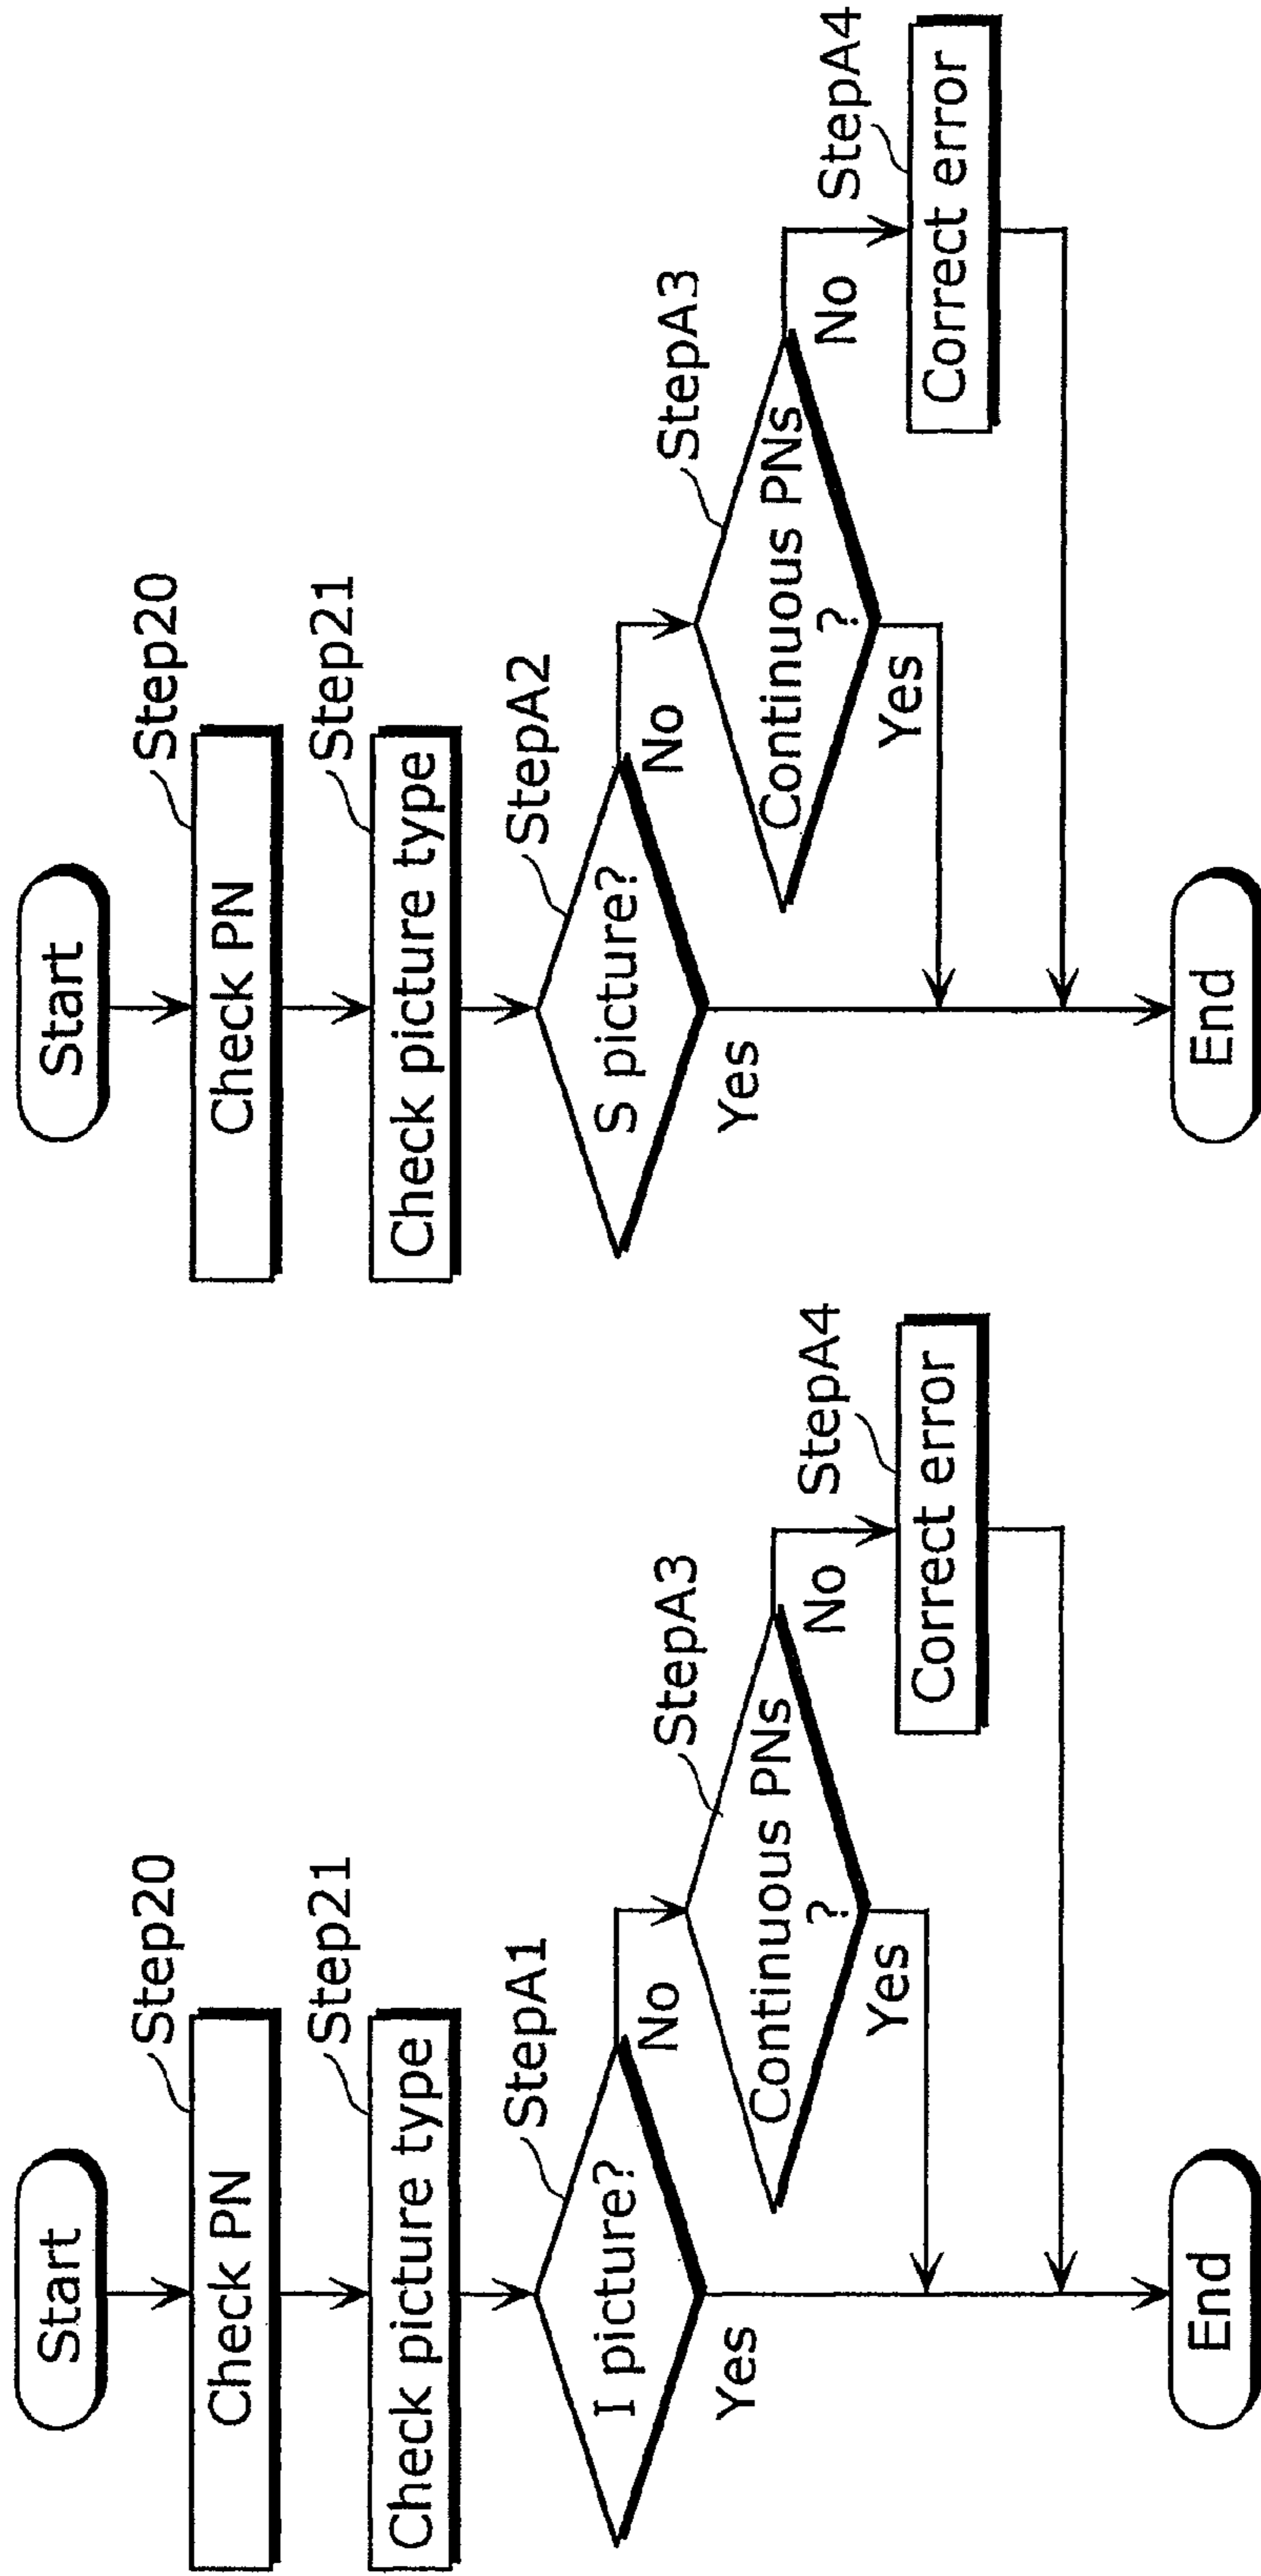 Start
Step20
Check PN
Step21
Check picture type
StepA1
I picture?
No
Yes
StepA3
Continuous PNs
?
No
Yes
StepA4
Correct error
End
Start
Step20
Check PN
Step21
Check picture type
StepA2
S picture?
No
Yes
StepA3
Continuous PNs
?
No
Yes
StepA4
Correct error
End